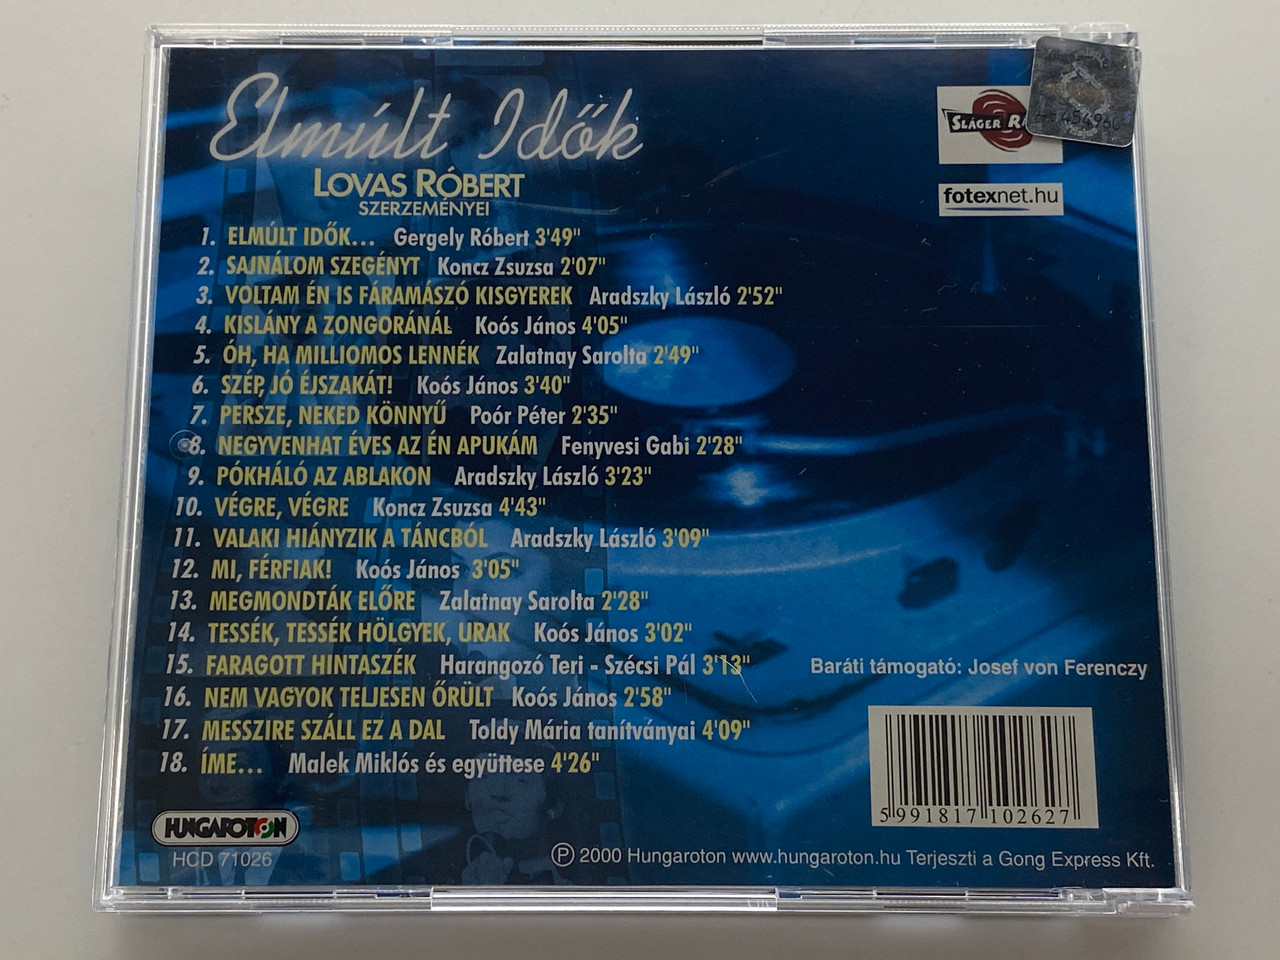 Elmúlt Idők
LOVAS RÓBERT
SZERZEMÉNYEI
1. ELMÚLT IDŐK... Gergely Róbert 3'49"
2. SAJNÁLOM SZEGÉNYT Koncz Zsuzsa 2'07"
3. VOLTAM ÉN IS FÁRAMÁSZÓ KISGYEREK Aradszky László 2'52"
4. KISLÁNY A ZONGORÁNÁL Koós János 4'05"
5. ÓH, HA MILLIOMOS LENNÉK Zalatnay Sarolta 2'49"
6. SZÉP, JÓ ÉJSZAKÁT! Koós János 3'40"
7. PERSZE, NEKED KÖNNYŰ Poór Péter 2'35"
8. NEGYVENHAT ÉVES AZ ÉN APUKÁM Fenyvesi Gabi 2'28"
9. PÓKHÁLÓ AZ ABLAKON Aradszky László 3'23"
10. VÉGRE, VÉGRE Koncz Zsuzsa 4'43"
11. VALAKI HIÁNYZIK A TÁNCBÓL Aradszky László 3'09"
12. MI, FÉRFIAK! Koós János 3'05"
13. MEGMONDTÁK ELŐRE Zalatnay Sarolta 2'28"
14. TESSÉK, TESSÉK HÖLGYEK, URAK Koós János 3'02"
15. FARAGOTT HINTASZÉK Harangozó Teri - Szécsi Pál 3'13"
16. NEM VAGYOK TELJESEN ŐRÜLT Koós János 2'58"
17. MESSZIRE SZÁLL EZ A DAL Toldy Mária tanítványai 4'09"
18. ÍME... Malek Miklós és együttese 4'26"
SLÁGER
fotexnet.hu
Baráti támogató: Josef von Ferenczy
5 991817 102627
HUNGAROTON
HCD 71026
Ⓟ 2000 Hungaroton www.hungaroton.hu Terjeszti a Gong Express Kft.